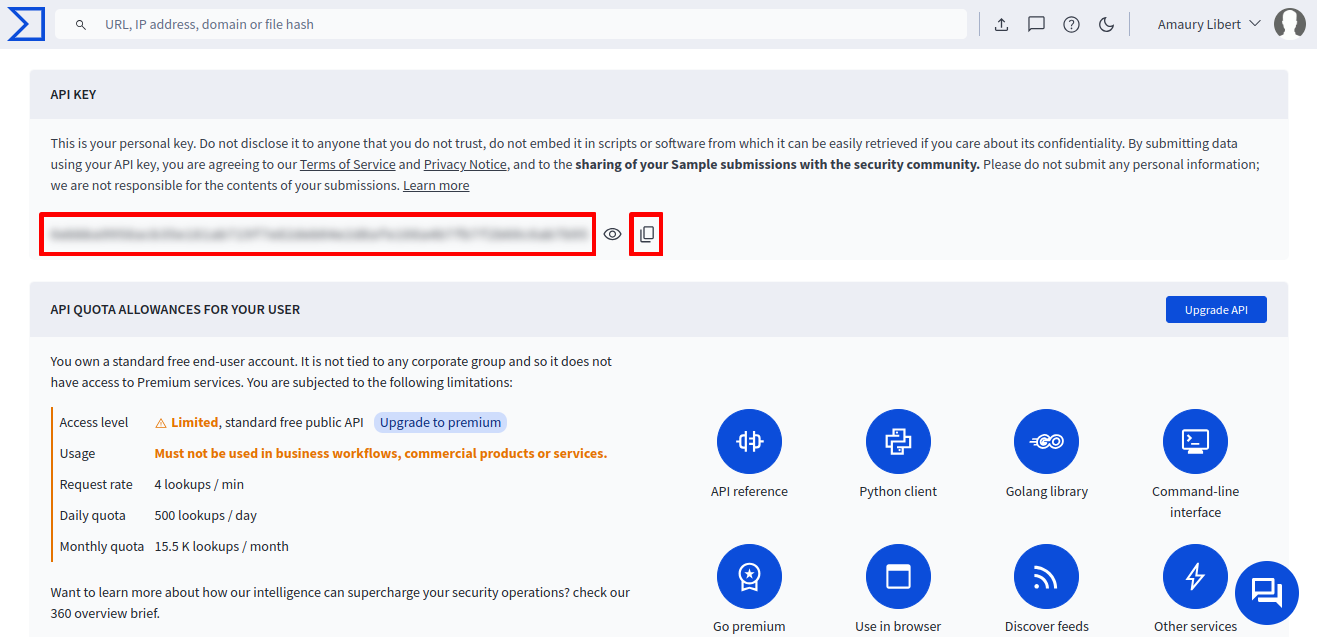 URL, IP address, domain or file hash
Amaury Libert
API KEY
This is your personal key. Do not disclose it to anyone that you do not trust, do not embed it in scripts or software from which it can be easily retrieved if you care about its confidentiality. By submitting data
using your API key, you are agreeing to our Terms of Service and Privacy Notice, and to the sharing of your Sample submissions with the security community. Please do not submit any personal information;
we are not responsible for the contents of your submissions. Learn more
API QUOTA ALLOWANCES FOR YOUR USER
Upgrade API
You own a standard free end-user account. It is not tied to any corporate group and so it does not
have access to Premium services. You are subjected to the following limitations:
Access level Limited, standard free public API Upgrade to premium
Usage Must not be used in business workflows, commercial products or services.
Request rate 4 lookups / min
Daily quota 500 lookups / day
Monthly quota 15.5 K lookups / month
Want to learn more about how our intelligence can supercharge your security operations? check our
360 overview brief.
GO
API reference
Python client
Golang library
Command-line
interface
Go premium
Use in browser
Discover feeds
Other services